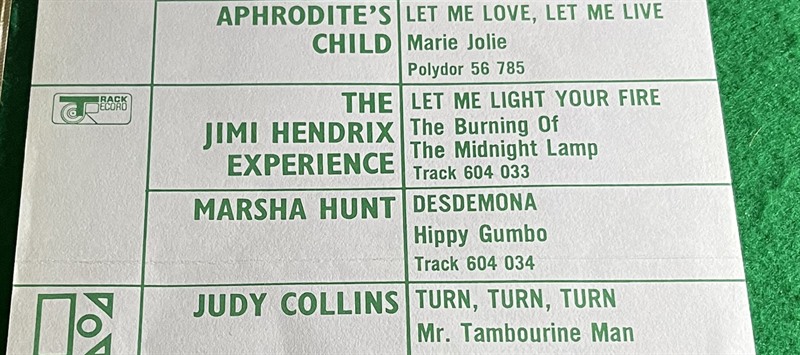 APHRODITE'S
CHILD
LET ME LOVE, LET ME LIVE
Marie Jolie
Polydor 56 785
TRACK
RECORD
THE
JIMI HENDRIX
EXPERIENCE
LET ME LIGHT YOUR FIRE
The Burning Of
The Midnight Lamp
Track 604 033
MARSHA HUNT
DESDEMONA
Hippy Gumbo
Track 604 034
JUDY COLLINS
TURN, TURN, TURN
Mr. Tambourine Man